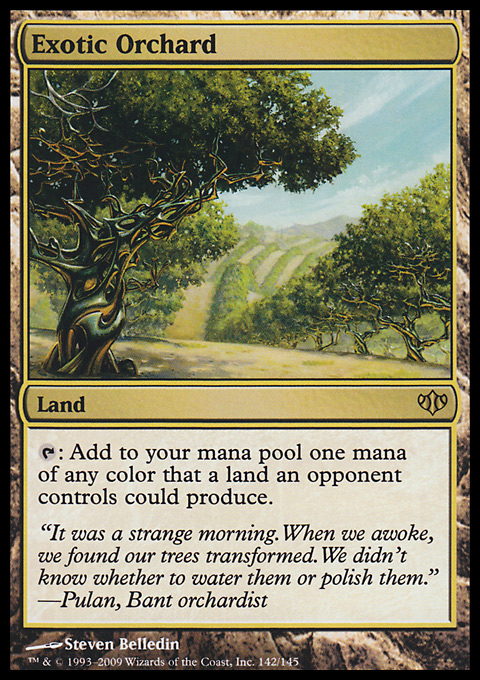 Exotic Orchard
Land
: Add to your mana pool one mana
of any color that a land an opponent
controls could produce.
“It was a strange morning. When we awoke,
we found our trees transformed. We didn’t
know whether to water them or polish them.”
—Pulan, Bant orchardist
Steven Belledin
™ & © 1993–2009 Wizards of the Coast, Inc. 142/145